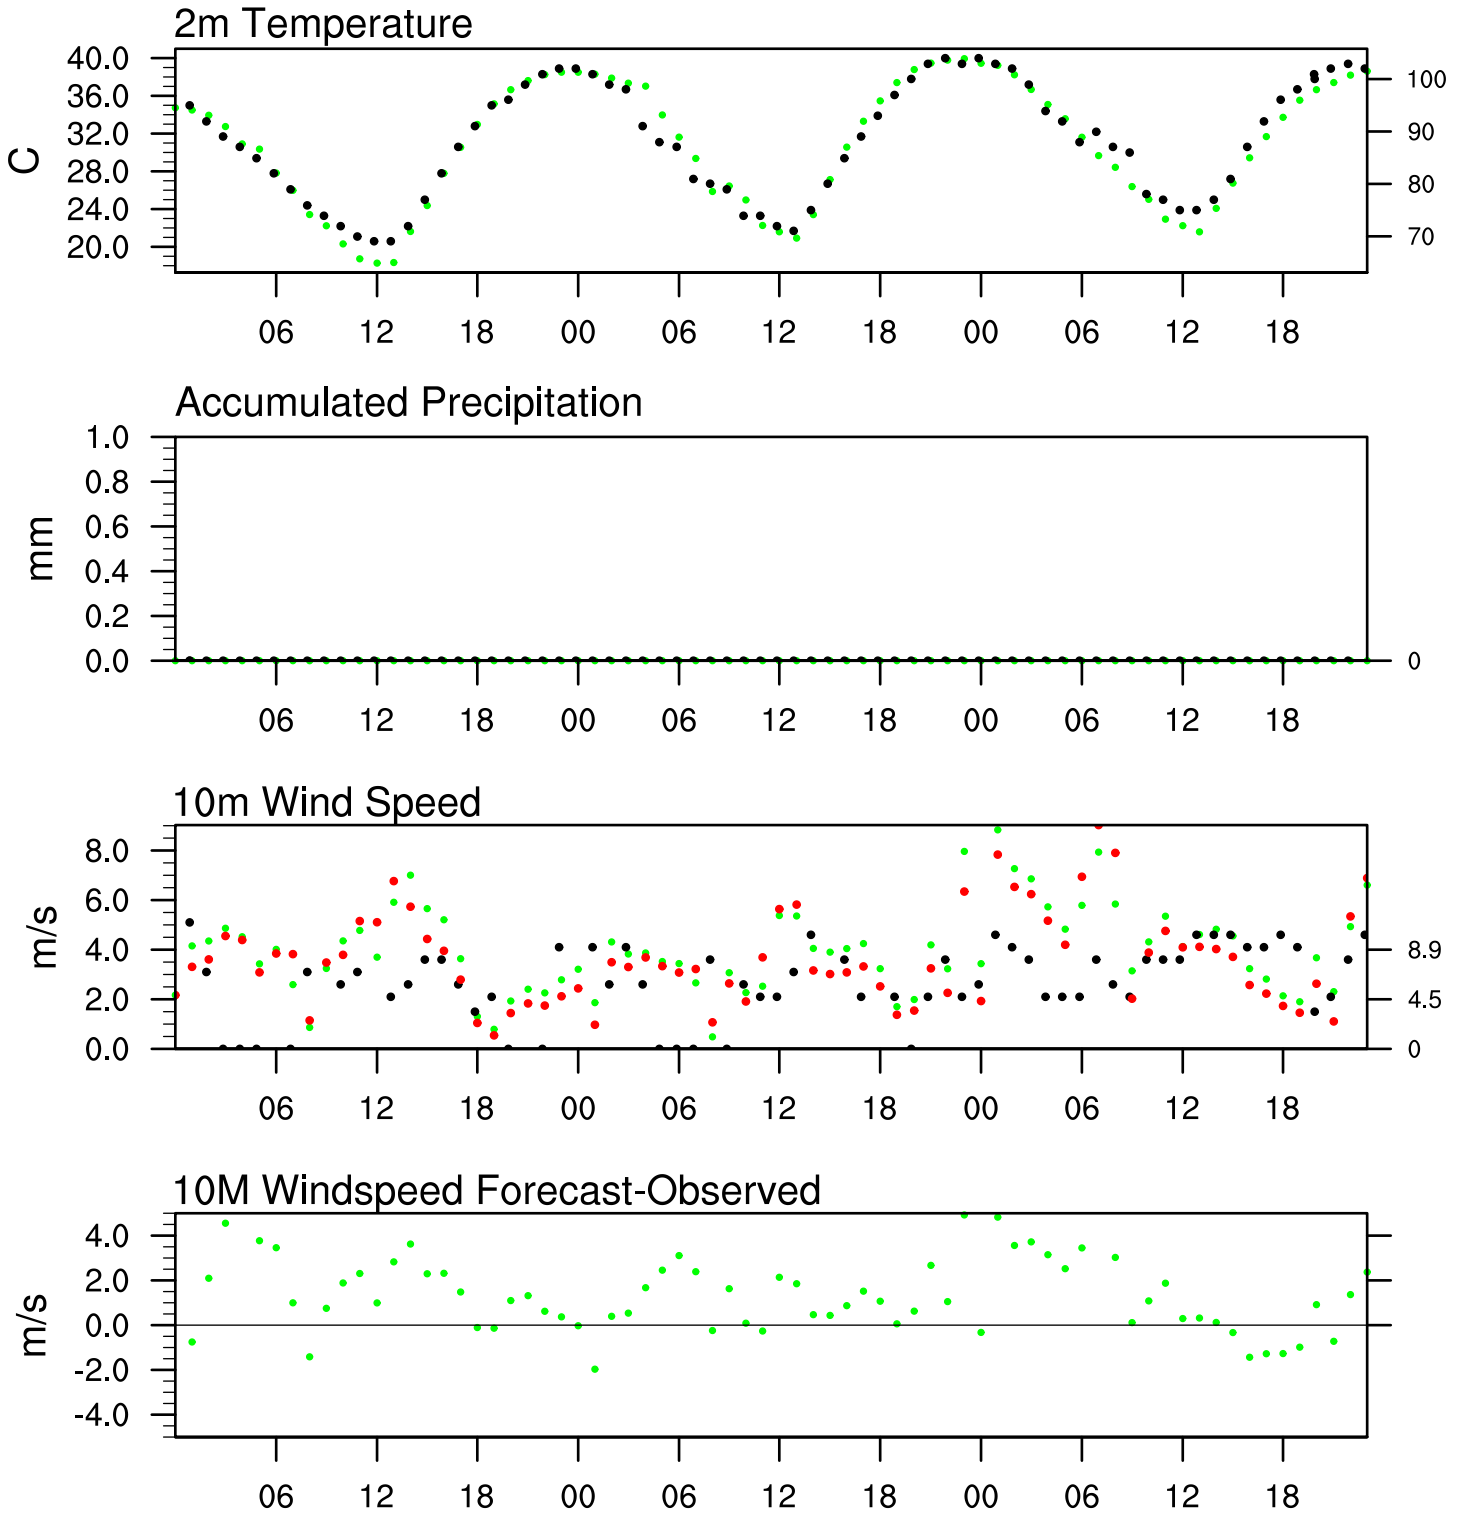 2m Temperature
40.0
36.0
32.0
28.0
24.0
20.0
C
100
90
80
70
06 12 18 00 06 12 18 00 06 12 18
Accumulated Precipitation
1.0
0.8
0.6
0.4
0.2
0.0
mm
0
06 12 18 00 06 12 18 00 06 12 18
10m Wind Speed
8.0
6.0
4.0
2.0
0.0
m/s
8.9
4.5
0
06 12 18 00 06 12 18 00 06 12 18
10M Windspeed Forecast-Observed
4.0
2.0
0.0
-2.0
-4.0
m/s
06 12 18 00 06 12 18 00 06 12 18